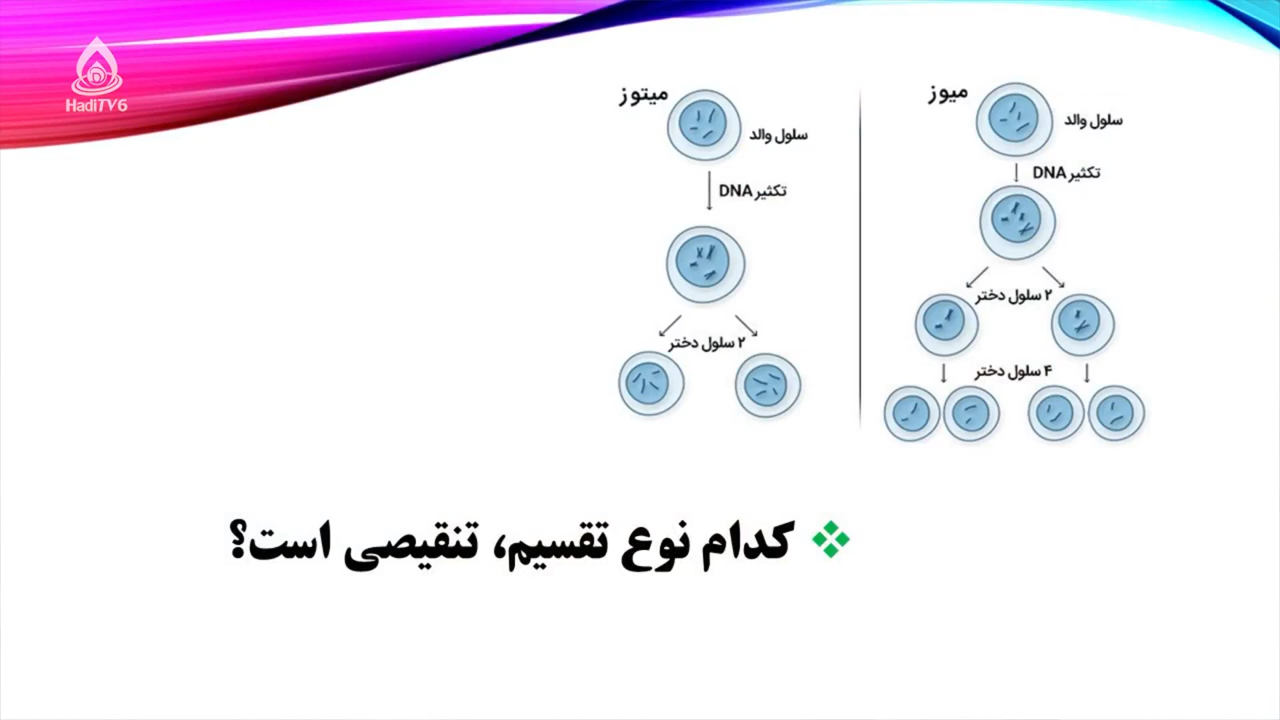 HadiTV6
میوز
سلول والد
تکثیر DNA
۲ سلول دختر
۴ سلول دختر
میتوز
سلول والد
تکثیر DNA
۲ سلول دختر
❖ کدام نوع تقسیم، تنقیصی است؟